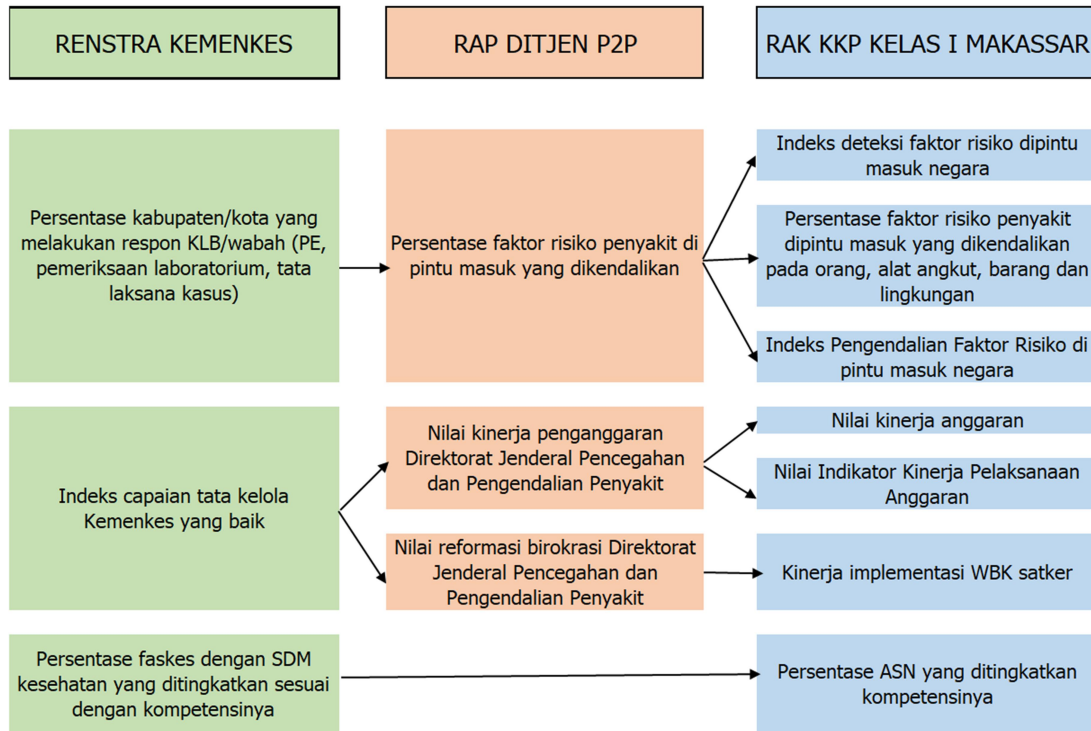 RENSTRA KEMENKES
RAP DITJEN P2P
RAK KKP KELAS I MAKASSAR
Persentase kabupaten/kota yang
melakukan respon KLB/wabah (PE,
pemeriksaan laboratorium, tata
laksana kasus)
Persentase faktor risiko penyakit di
pintu masuk yang dikendalikan
Indeks deteksi faktor risiko dipintu
masuk negara
Persentase faktor risiko penyakit
dipintu masuk yang dikendalikan
pada orang, alat angkut, barang dan
lingkungan
Indeks Pengendalian Faktor Risiko di
pintu masuk negara
Indeks capaian tata kelola
Kemenkes yang baik
Nilai kinerja penganggaran
Direktorat Jenderal Pencegahan
dan Pengendalian Penyakit
Nilai kinerja anggaran
Nilai Indikator Kinerja Pelaksanaan
Anggaran
Nilai reformasi birokrasi Direktorat
Jenderal Pencegahan dan
Pengendalian Penyakit
Kinerja implementasi WBK satker
Persentase faskes dengan SDM
kesehatan yang ditingkatkan sesuai
dengan kompetensinya
Persentase ASN yang ditingkatkan
kompetensinya